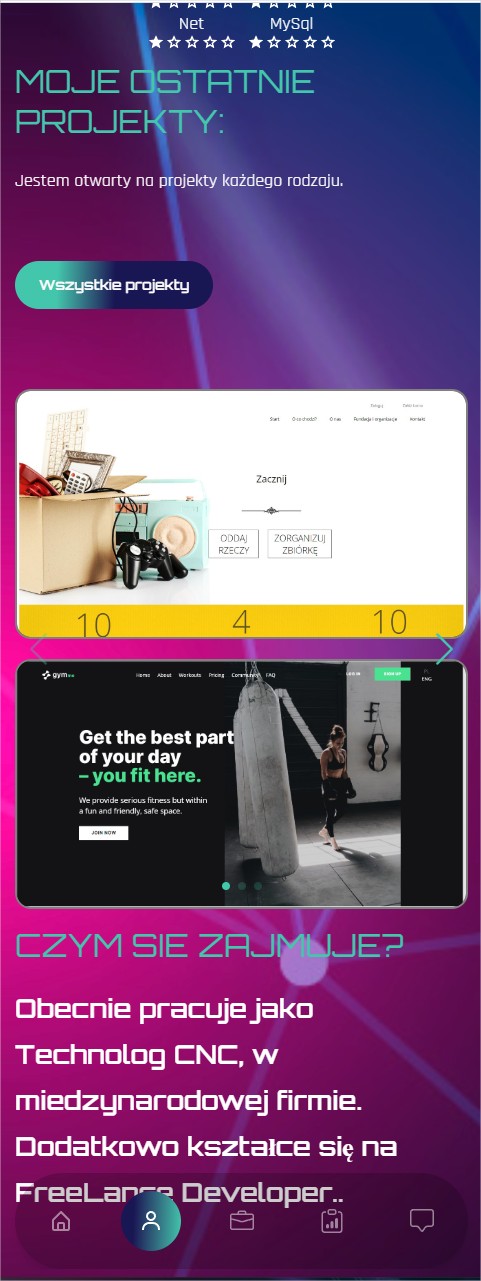 Net MySql
MOJE OSTATNIE
PROJEKTY:
Jestem otwarty na projekty każdego rodzaju.
Wszystkie projekty
Start O co chodzi? O nas Fundacja i organizacje Kontakt
Zacznij
ODDAJ
RZECZY
ZORGANIZUJ
ZBIÓRKĘ
10 4 10
gym
Home About Workouts Pricing Community FAQ LOG IN SIGN UP
ENG
Get the best part
of your day
– you fit here.
We provide serious fitness but within
a fun and friendly, safe space.
JOIN NOW
CZYM SIE ZAJMUJE?
Obecnie pracuje jako
Technolog CNC, w
miedzynarodowej firmie.
Dodatkowo kształce się na
FreeLance Developer..